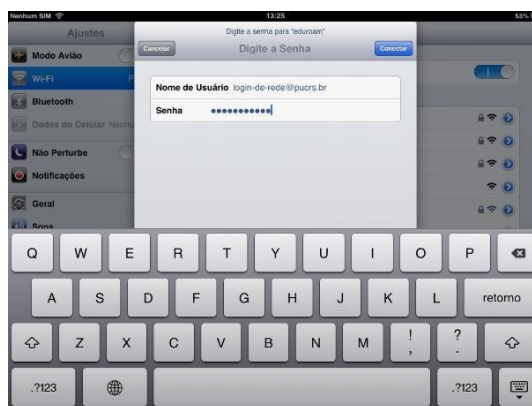 Nenhum SIM 13:25 53%
Ajustes
Modo Avião
Wi-Fi P
Bluetooth
Dados do Celular Nenhu
Não Perturbe
Notificações
Geral
Sons
Digite a senha para "eduroam"
Cancelar Digite a Senha Conectar
Nome de Usuário login-de-rede@pucrs.br
Senha •••••••••••
Q W E R T Y U I O P
A S D F G H J K L retorno
Z X C V B N M ! , ? .
.?123 .?123